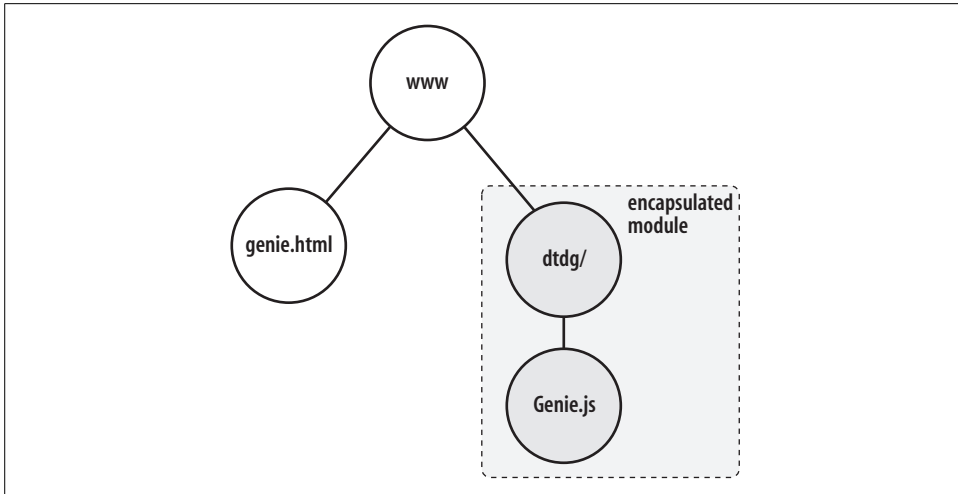 www
encapsulated
module
genie.html
dtdg/
Genie.js